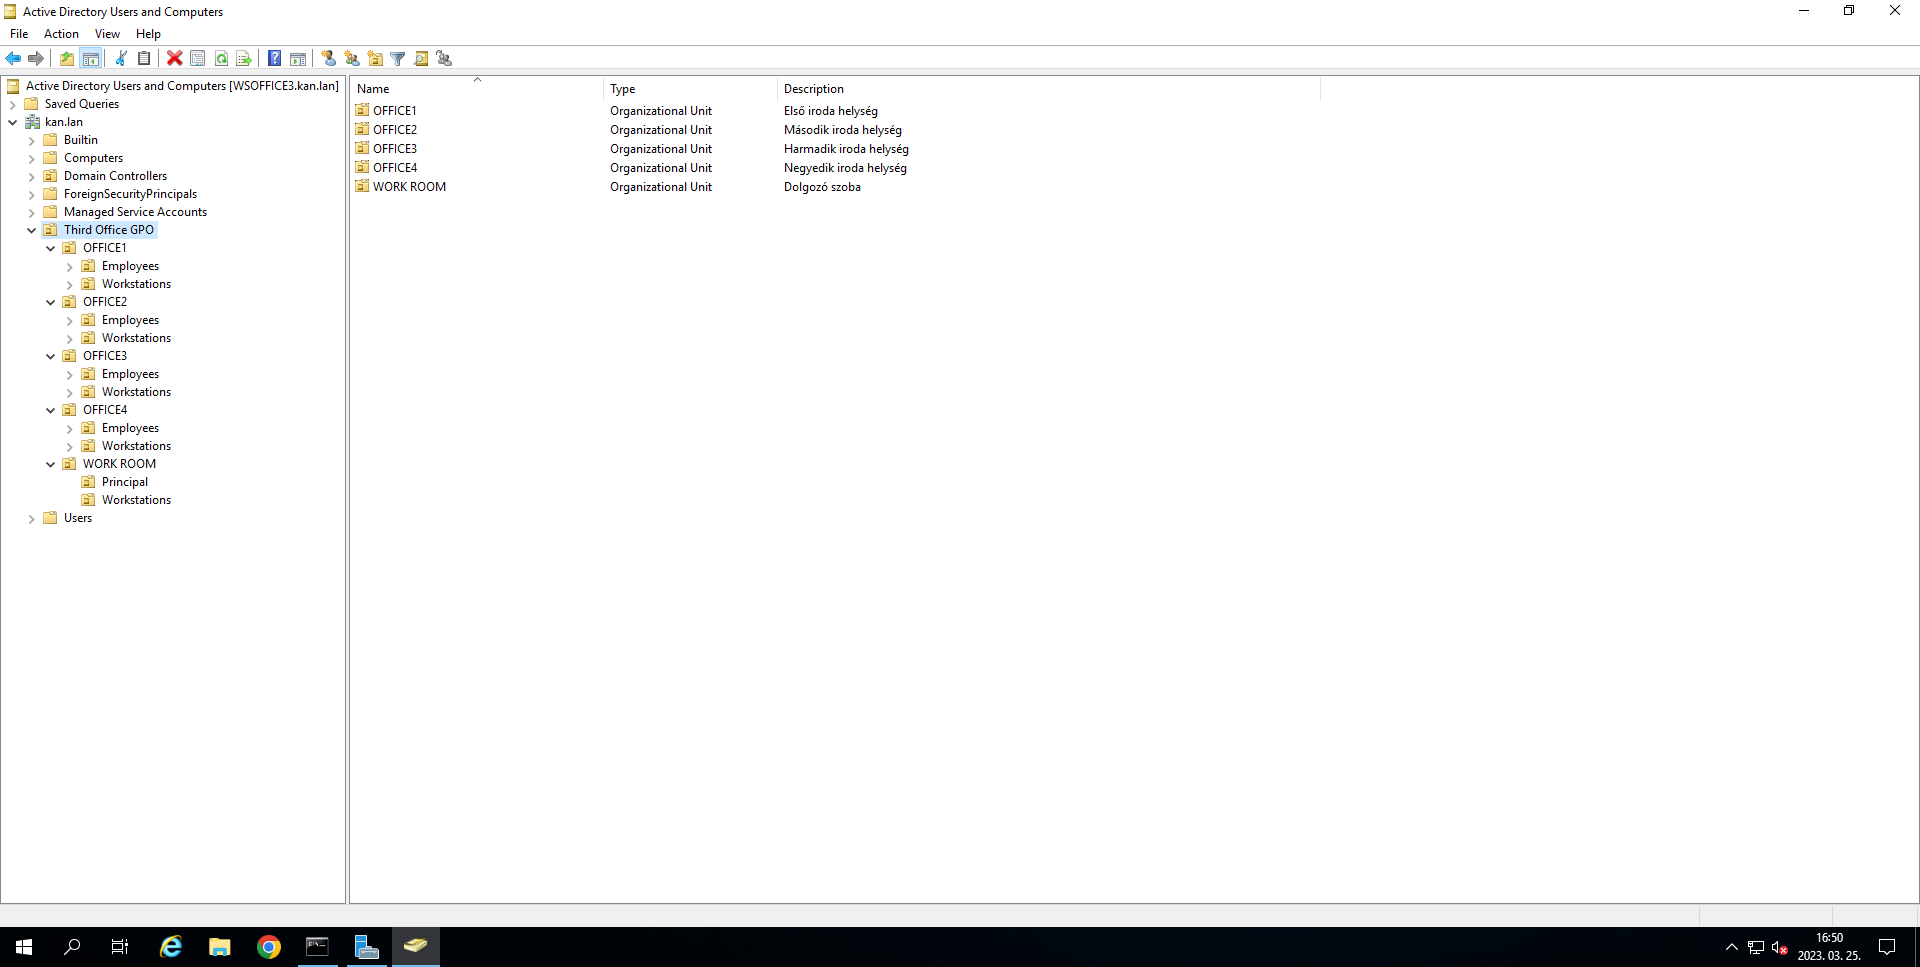 Active Directory Users and Computers
File Action View Help
Active Directory Users and Computers [WSOFFICE3.kan.lan]
Saved Queries
kan.lan
Builtin
Computers
Domain Controllers
ForeignSecurityPrincipals
Managed Service Accounts
Third Office GPO
OFFICE1
Employees
Workstations
OFFICE2
Employees
Workstations
OFFICE3
Employees
Workstations
OFFICE4
Employees
Workstations
WORK ROOM
Principal
Workstations
Users
Name Type Description
OFFICE1 Organizational Unit Első iroda helység
OFFICE2 Organizational Unit Második iroda helység
OFFICE3 Organizational Unit Harmadik iroda helység
OFFICE4 Organizational Unit Negyedik iroda helység
WORK ROOM Organizational Unit Dolgozó szoba
16:50
2023. 03. 25.